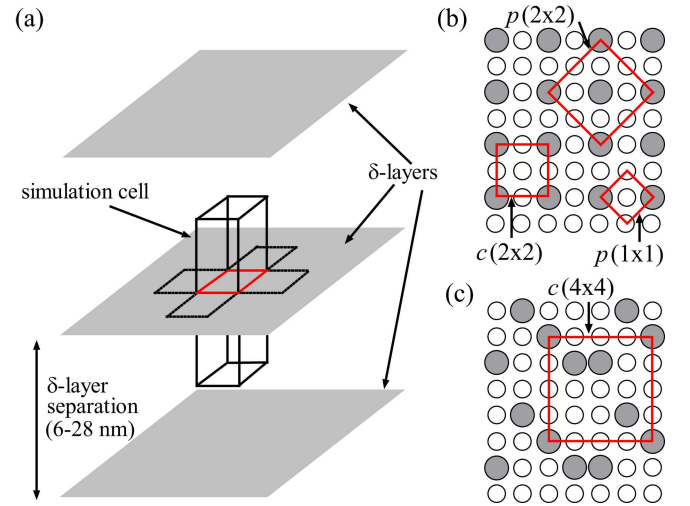 (a)
simulation cell
δ-layers
δ-layer
separation
(6-28 nm)
(b)
p(2x2)
c(2x2)
p(1x1)
(c)
c(4x4)